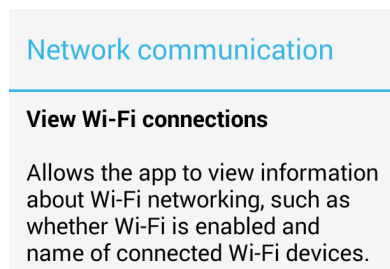 Network communication
View Wi-Fi connections
Allows the app to view information
about Wi-Fi networking, such as
whether Wi-Fi is enabled and
name of connected Wi-Fi devices.